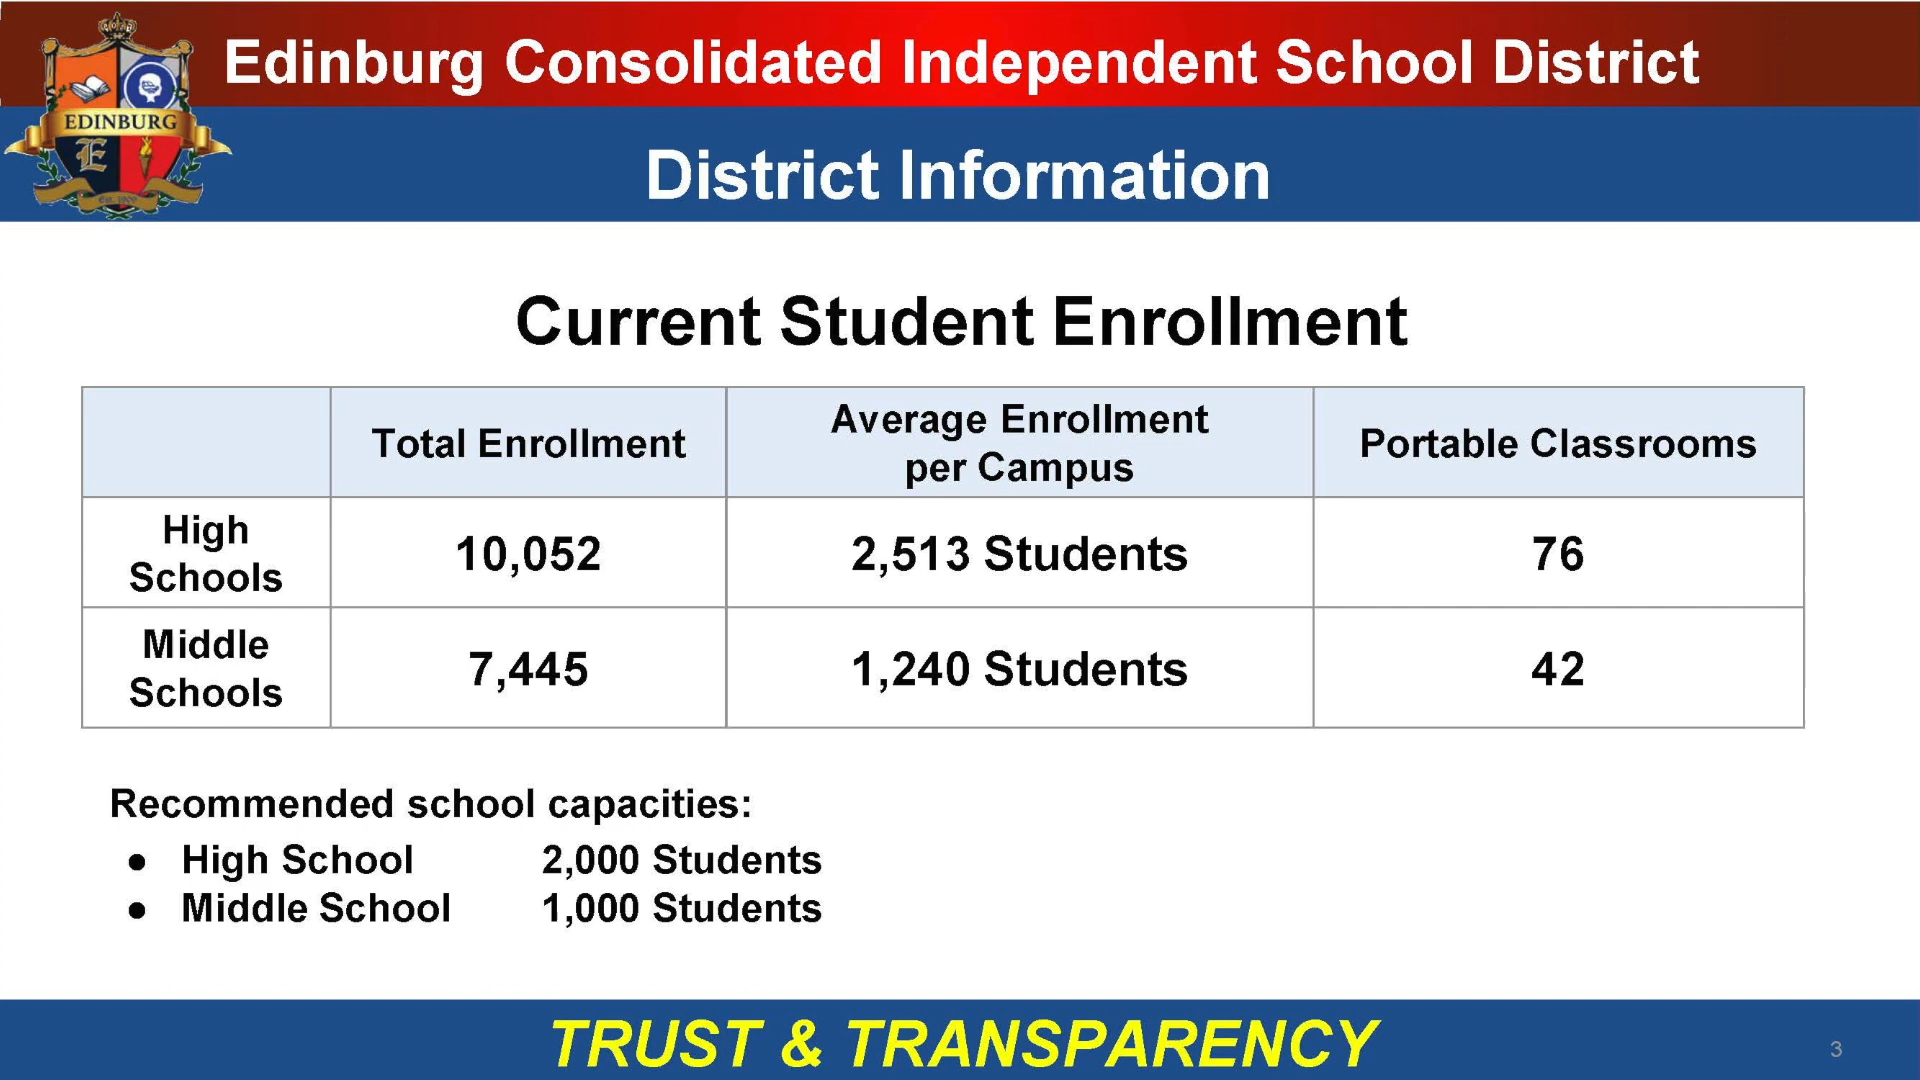 Edinburg Consolidated Independent School District
EDINBURG
E
District Information
Current Student Enrollment
Total Enrollment
Average Enrollment
per Campus
Portable Classrooms
High
Schools
10,052
2,513 Students
76
Middle
Schools
7,445
1,240 Students
42
Recommended school capacities:
● High School 2,000 Students
● Middle School 1,000 Students
TRUST & TRANSPARENCY
3